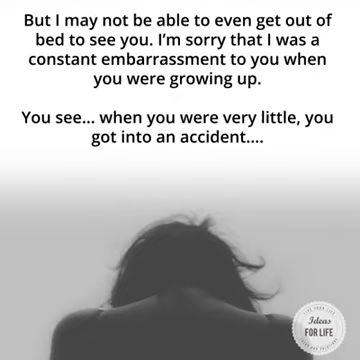 But I may not be able to even get out of
bed to see you. I'm sorry that I was a
constant embarrassment to you when
you were growing up.
You see... when you were very little, you
got into an accident....
Ideas
FOR LIFE